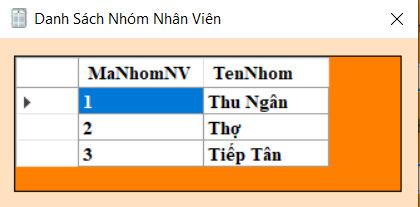 Danh Sách Nhóm Nhân Viên
MaNhomNV TenNhom
1 Thu Ngân
2 Thợ
3 Tiếp Tân